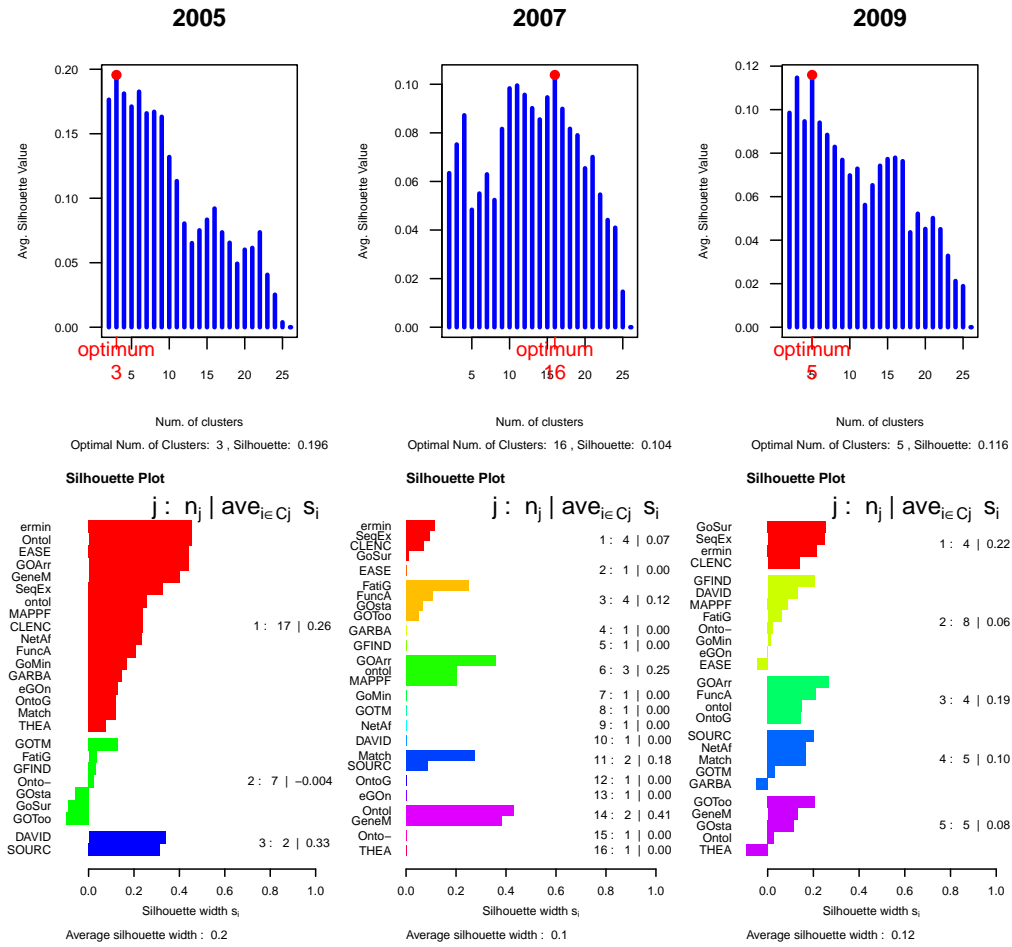 2005
2007
2009
Avg. Silhouette Value
0.20
0.15
0.10
0.05
0.00
optimum
3
5 10 15 20 25
Num. of clusters
Optimal Num. of Clusters: 3 , Silhouette: 0.196
Avg. Silhouette Value
0.10
0.08
0.06
0.04
0.02
0.00
optimum
16
5 10 15 20 25
Num. of clusters
Optimal Num. of Clusters: 16 , Silhouette: 0.104
Avg. Silhouette Value
0.12
0.10
0.08
0.06
0.04
0.02
0.00
optimum
5
5 10 15 20 25
Num. of clusters
Optimal Num. of Clusters: 5 , Silhouette: 0.116
Silhouette Plot
j : nj | avei∈Cj si
ermin
Ontol
EASE
GOArr
GeneM
SeqEx
ontol
MAPPF
CLENC
NetAf
FuncA
GoMin
GARBA
eGOn
OntoG
Match
THEA
1 : 17 | 0.26
GOTM
FatiG
GFIND
Onto−
GOsta
GoSur
GOToo
2 : 7 | −0.004
DAVID
SOURC
3 : 2 | 0.33
0.0 0.2 0.4 0.6 0.8 1.0
Silhouette width si
Average silhouette width : 0.2
Silhouette Plot
j : nj | avei∈Cj si
ermin
SeqEx
CLENC
GoSur
1 : 4 | 0.07
EASE
2 : 1 | 0.00
FatiG
FuncA
GOsta
GOToo
3 : 4 | 0.12
GARBA
4 : 1 | 0.00
GFIND
5 : 1 | 0.00
GOArr
ontol
MAPPF
6 : 3 | 0.25
GoMin
7 : 1 | 0.00
GOTM
8 : 1 | 0.00
NetAf
9 : 1 | 0.00
DAVID
10 : 1 | 0.00
Match
SOURC
11 : 2 | 0.18
OntoG
12 : 1 | 0.00
eGOn
13 : 1 | 0.00
Ontol
GeneM
14 : 2 | 0.41
Onto−
15 : 1 | 0.00
THEA
16 : 1 | 0.00
0.0 0.2 0.4 0.6 0.8 1.0
Silhouette width si
Average silhouette width : 0.1
Silhouette Plot
j : nj | avei∈Cj si
GoSur
SeqEx
ermin
CLENC
1 : 4 | 0.22
GFIND
DAVID
MAPPF
FatiG
Onto−
GoMin
eGOn
EASE
2 : 8 | 0.06
GOArr
FuncA
ontol
OntoG
3 : 4 | 0.19
SOURC
NetAf
Match
GOTM
GARBA
4 : 5 | 0.10
GOToo
GeneM
GOsta
Ontol
THEA
5 : 5 | 0.08
0.0 0.2 0.4 0.6 0.8 1.0
Silhouette width si
Average silhouette width : 0.12